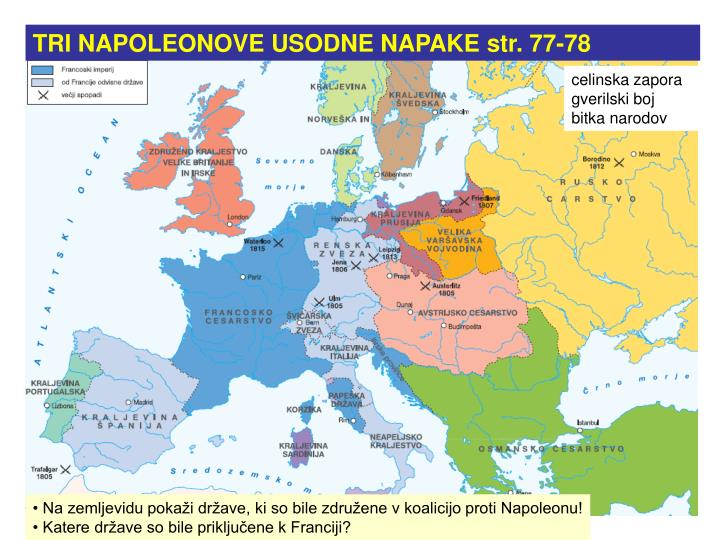 TRI NAPOLEONOVE USODNE NAPAKE str. 77-78
Francoski imperij
od Francije odvisne države
večji spopadi
celinska zapora
gverilski boj
bitka narodov
KRALJEVINA
NORVEŠKA IN
KRALJEVINA
ŠVEDSKA
Stockholm
DANSKA
København
ZDRUŽENO KRALJESTVO
VELIKE BRITANIJE
IN IRSKE
London
Severno
morje
ATLANTSKI OCEAN
Borodino
1812
Moskva
RUSKO
CARSTVO
Friedland
1807
Gdansk
KRALJEVINA
PRUSIJA
Hamburg
VELIKA
VARŠAVSKA
VOJVODINA
Waterloo
1815
RENSKA
ZVEZA
Leipzig
1813
Jena
1806
Praga
Pariz
Austerlitz
1805
Ulm
1805
Dunaj
AVSTRIJSKO CESARSTVO
Budimpešta
FRANCOSKO
CESARSTVO
ŠVICARSKA
Bern
ZVEZA
KRALJEVINA
ITALIJA
Ilirske province
KRALJEVINA
PORTUGALSKA
Lizbona
Madrid
KRALJEVINA
ŠPANIJA
KORZIKA
PAPEŠKA
DRŽAVA
Rim
KRALJEVINA
SARDINIJA
NEAPELJSKO
KRALJESTVO
Črno morje
Istanbul
OSMANSKO CESARSTVO
Atene
Trafalgar
1805
Sredozemsko m
• Na zemljevidu pokaži države, ki so bile združene v koalicijo proti Napoleonu!
• Katere države so bile priključene k Franciji?